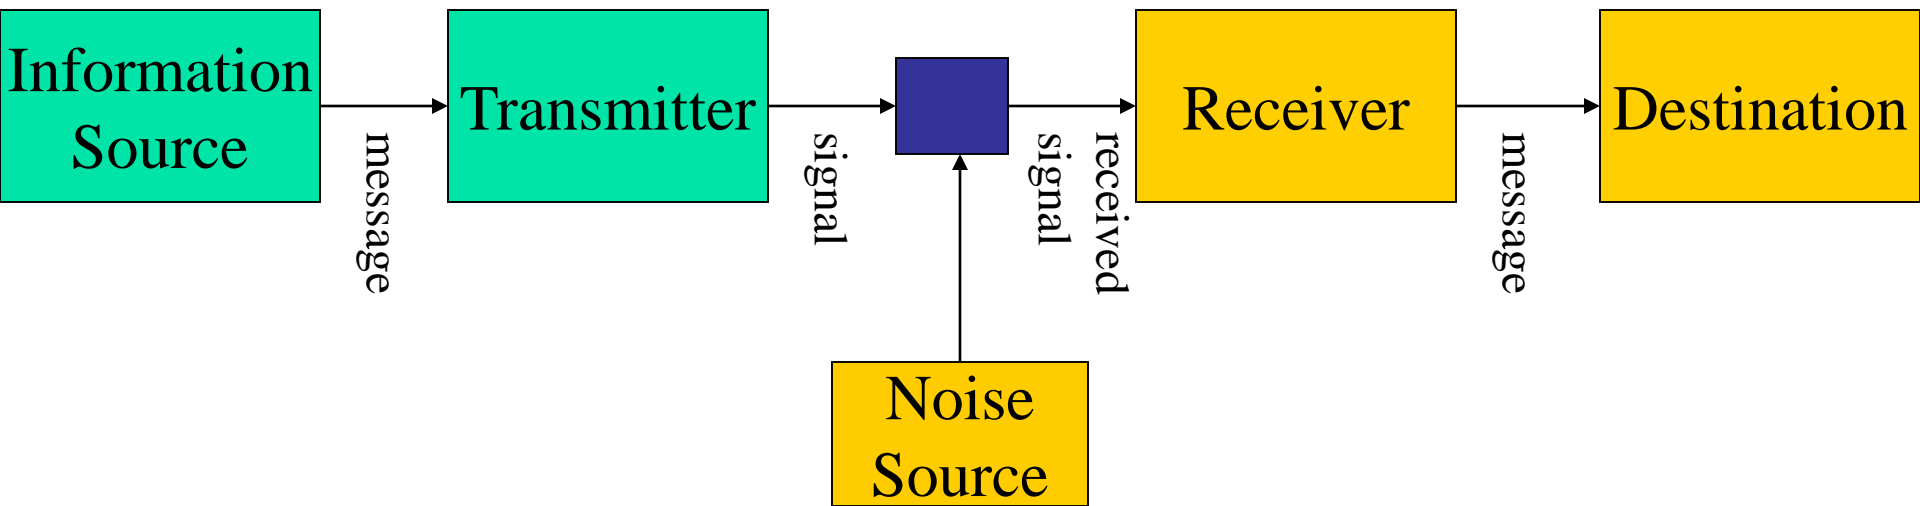 Information
Source
message
Transmitter
signal
received
signal
Receiver
message
Destination
Noise
Source